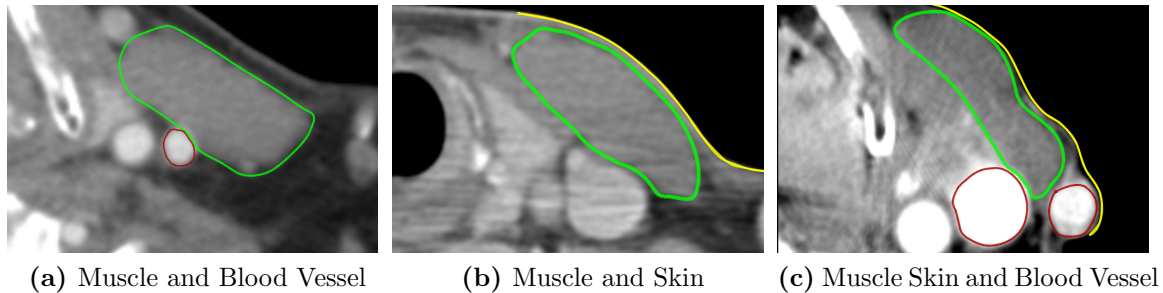 (a) Muscle and Blood Vessel
(b) Muscle and Skin
(c) Muscle Skin and Blood Vessel